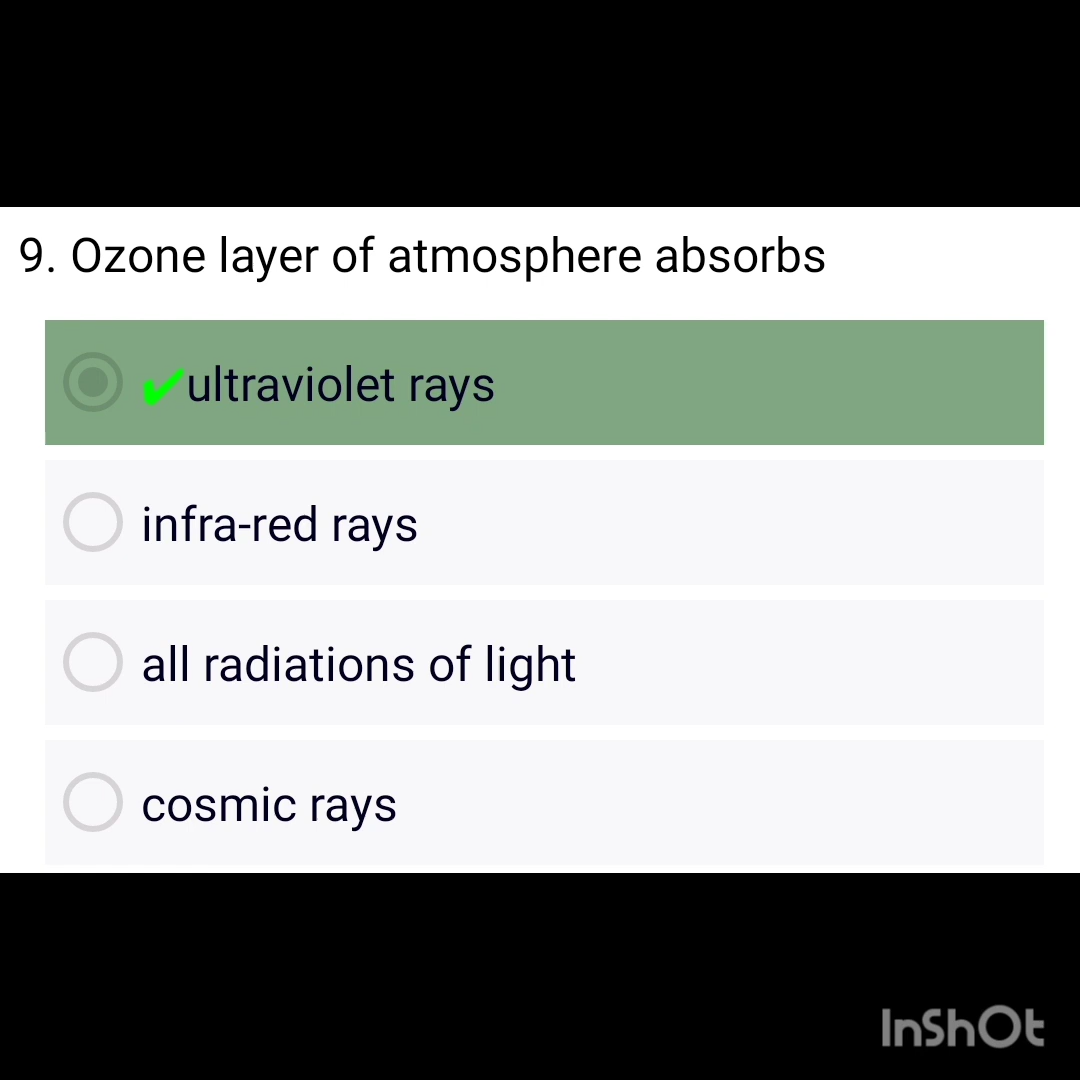 9. Ozone layer of atmosphere absorbs
✔ultraviolet rays
infra-red rays
all radiations of light
cosmic rays
InShOt